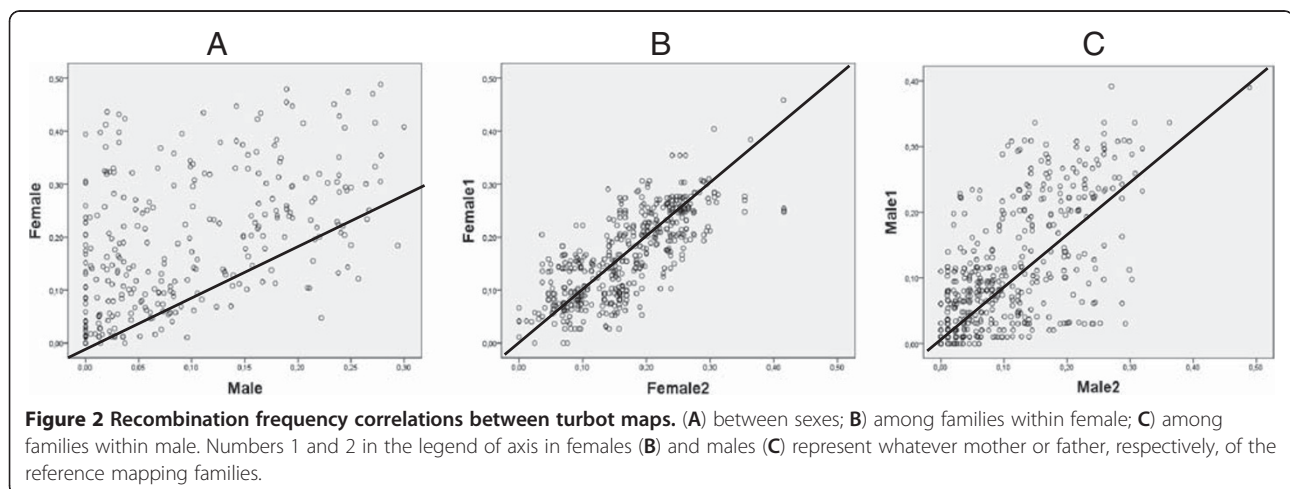 A
B
C
0,50
0,40
0,30
0,20
0,10
0,00
Female
0,00 0,05 0,10 0,15 0,20 0,25 0,30
Male
0,50
0,40
0,30
0,20
0,10
0,00
Female1
0,00 0,10 0,20 0,30 0,40 0,50
Female2
0,40
0,30
0,20
0,10
0,00
Male1
0,00 0,10 0,20 0,30 0,40 0,50
Male2
Figure 2 Recombination frequency correlations between turbot maps. (A) between sexes; B) among families within female; C) among
families within male. Numbers 1 and 2 in the legend of axis in females (B) and males (C) represent whatever mother or father, respectively, of the
reference mapping families.